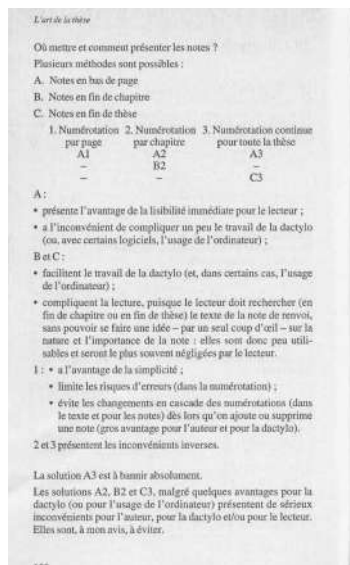 L'art de la thèse
Où mettre et comment présenter les notes ?
Plusieurs méthodes sont possibles :
A. Notes en bas de page
B. Notes en fin de chapitre
C. Notes en fin de thèse
1. Numérotation 2. Numérotation 3. Numérotation continue
par page par chapitre pour toute la thèse
A1 A2 A3
– B2 –
– – C3
A :
• présente l'avantage de la lisibilité immédiate pour le lecteur ;
• a l'inconvénient de compliquer un peu le travail de la dactylo
(ou, avec certains logiciels, l'usage de l'ordinateur) ;
B et C :
• facilitent le travail de la dactylo (et, dans certains cas, l'usage
de l'ordinateur) ;
• compliquent la lecture, puisque le lecteur doit rechercher (en
fin de chapitre ou en fin de thèse) le texte de la note de renvoi,
sans pouvoir se faire une idée – par un seul coup d'œil – sur la
nature et l'importance de la note : elles sont donc peu utili-
sables et seront le plus souvent négligées par le lecteur.
1 : • a l'avantage de la simplicité ;
• limite les risques d'erreurs (dans la numérotation) ;
• évite les changements en cascade des numérotations (dans
le texte et pour les notes) dès lors qu'on ajoute ou supprime
une note (gros avantage pour l'auteur et pour la dactylo).
2 et 3 présentent les inconvénients inverses.
La solution A3 est à bannir absolument.
Les solutions A2, B2 et C3, malgré quelques avantages pour la
dactylo (ou pour l'usage de l'ordinateur) présentent de sérieux
inconvénients pour l'auteur, pour la dactylo et/ou pour le lecteur.
Elles sont, à mon avis, à éviter.